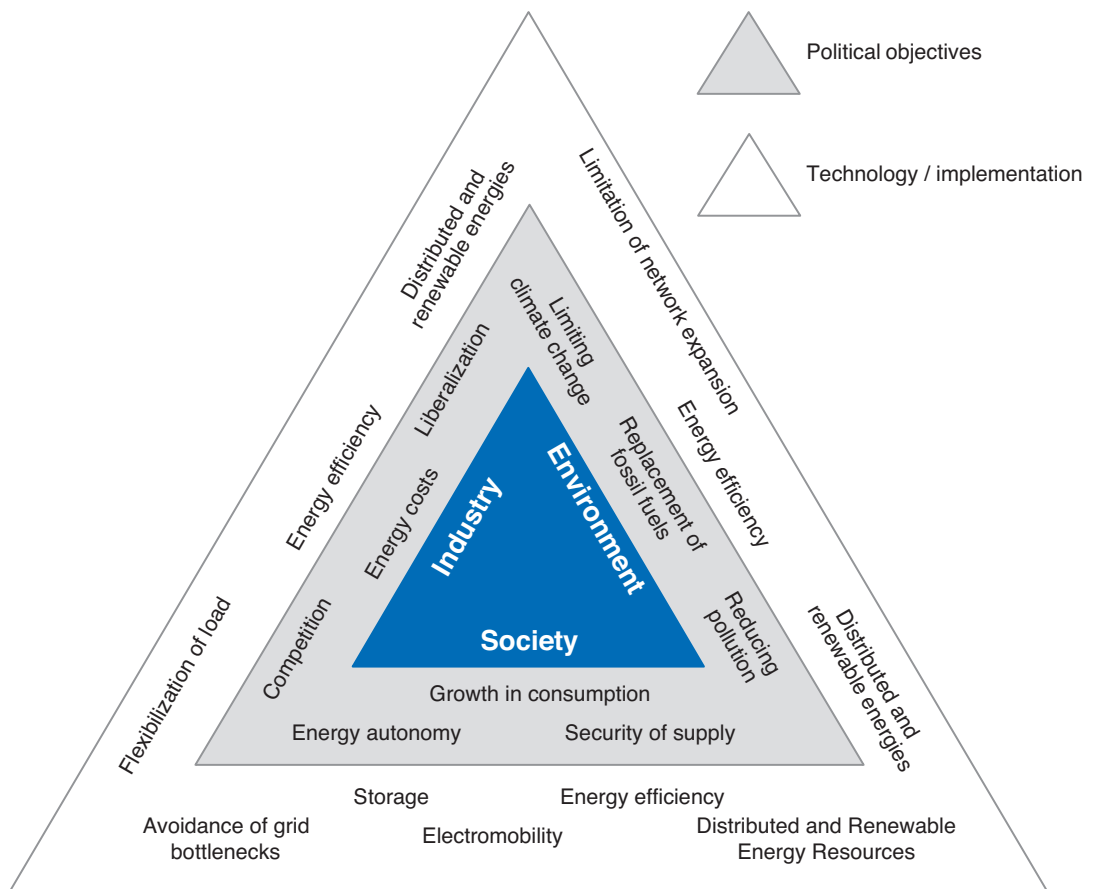 Political objectives
Technology / implementation
Distributed and
renewable energies
Energy efficiency
Flexibilization of load
Limitation of network expansion
Energy efficiency
Distributed and
renewable energies
Liberalization
Energy costs
Competition
Limiting
climate change
Replacement of
fossil fuels
Reducing
pollution
Industry
Environment
Society
Growth in consumption
Energy autonomy
Security of supply
Storage
Energy efficiency
Avoidance of grid
bottlenecks
Electromobility
Distributed and Renewable
Energy Resources